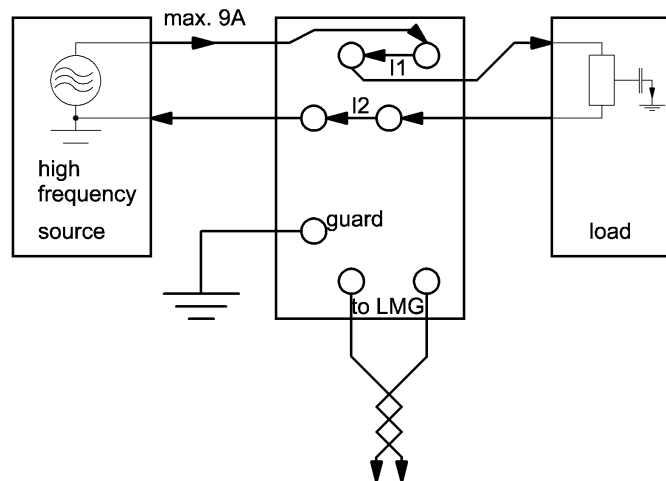 max. 9A
I1
I2
high
frequency
source
guard
load
to LMG